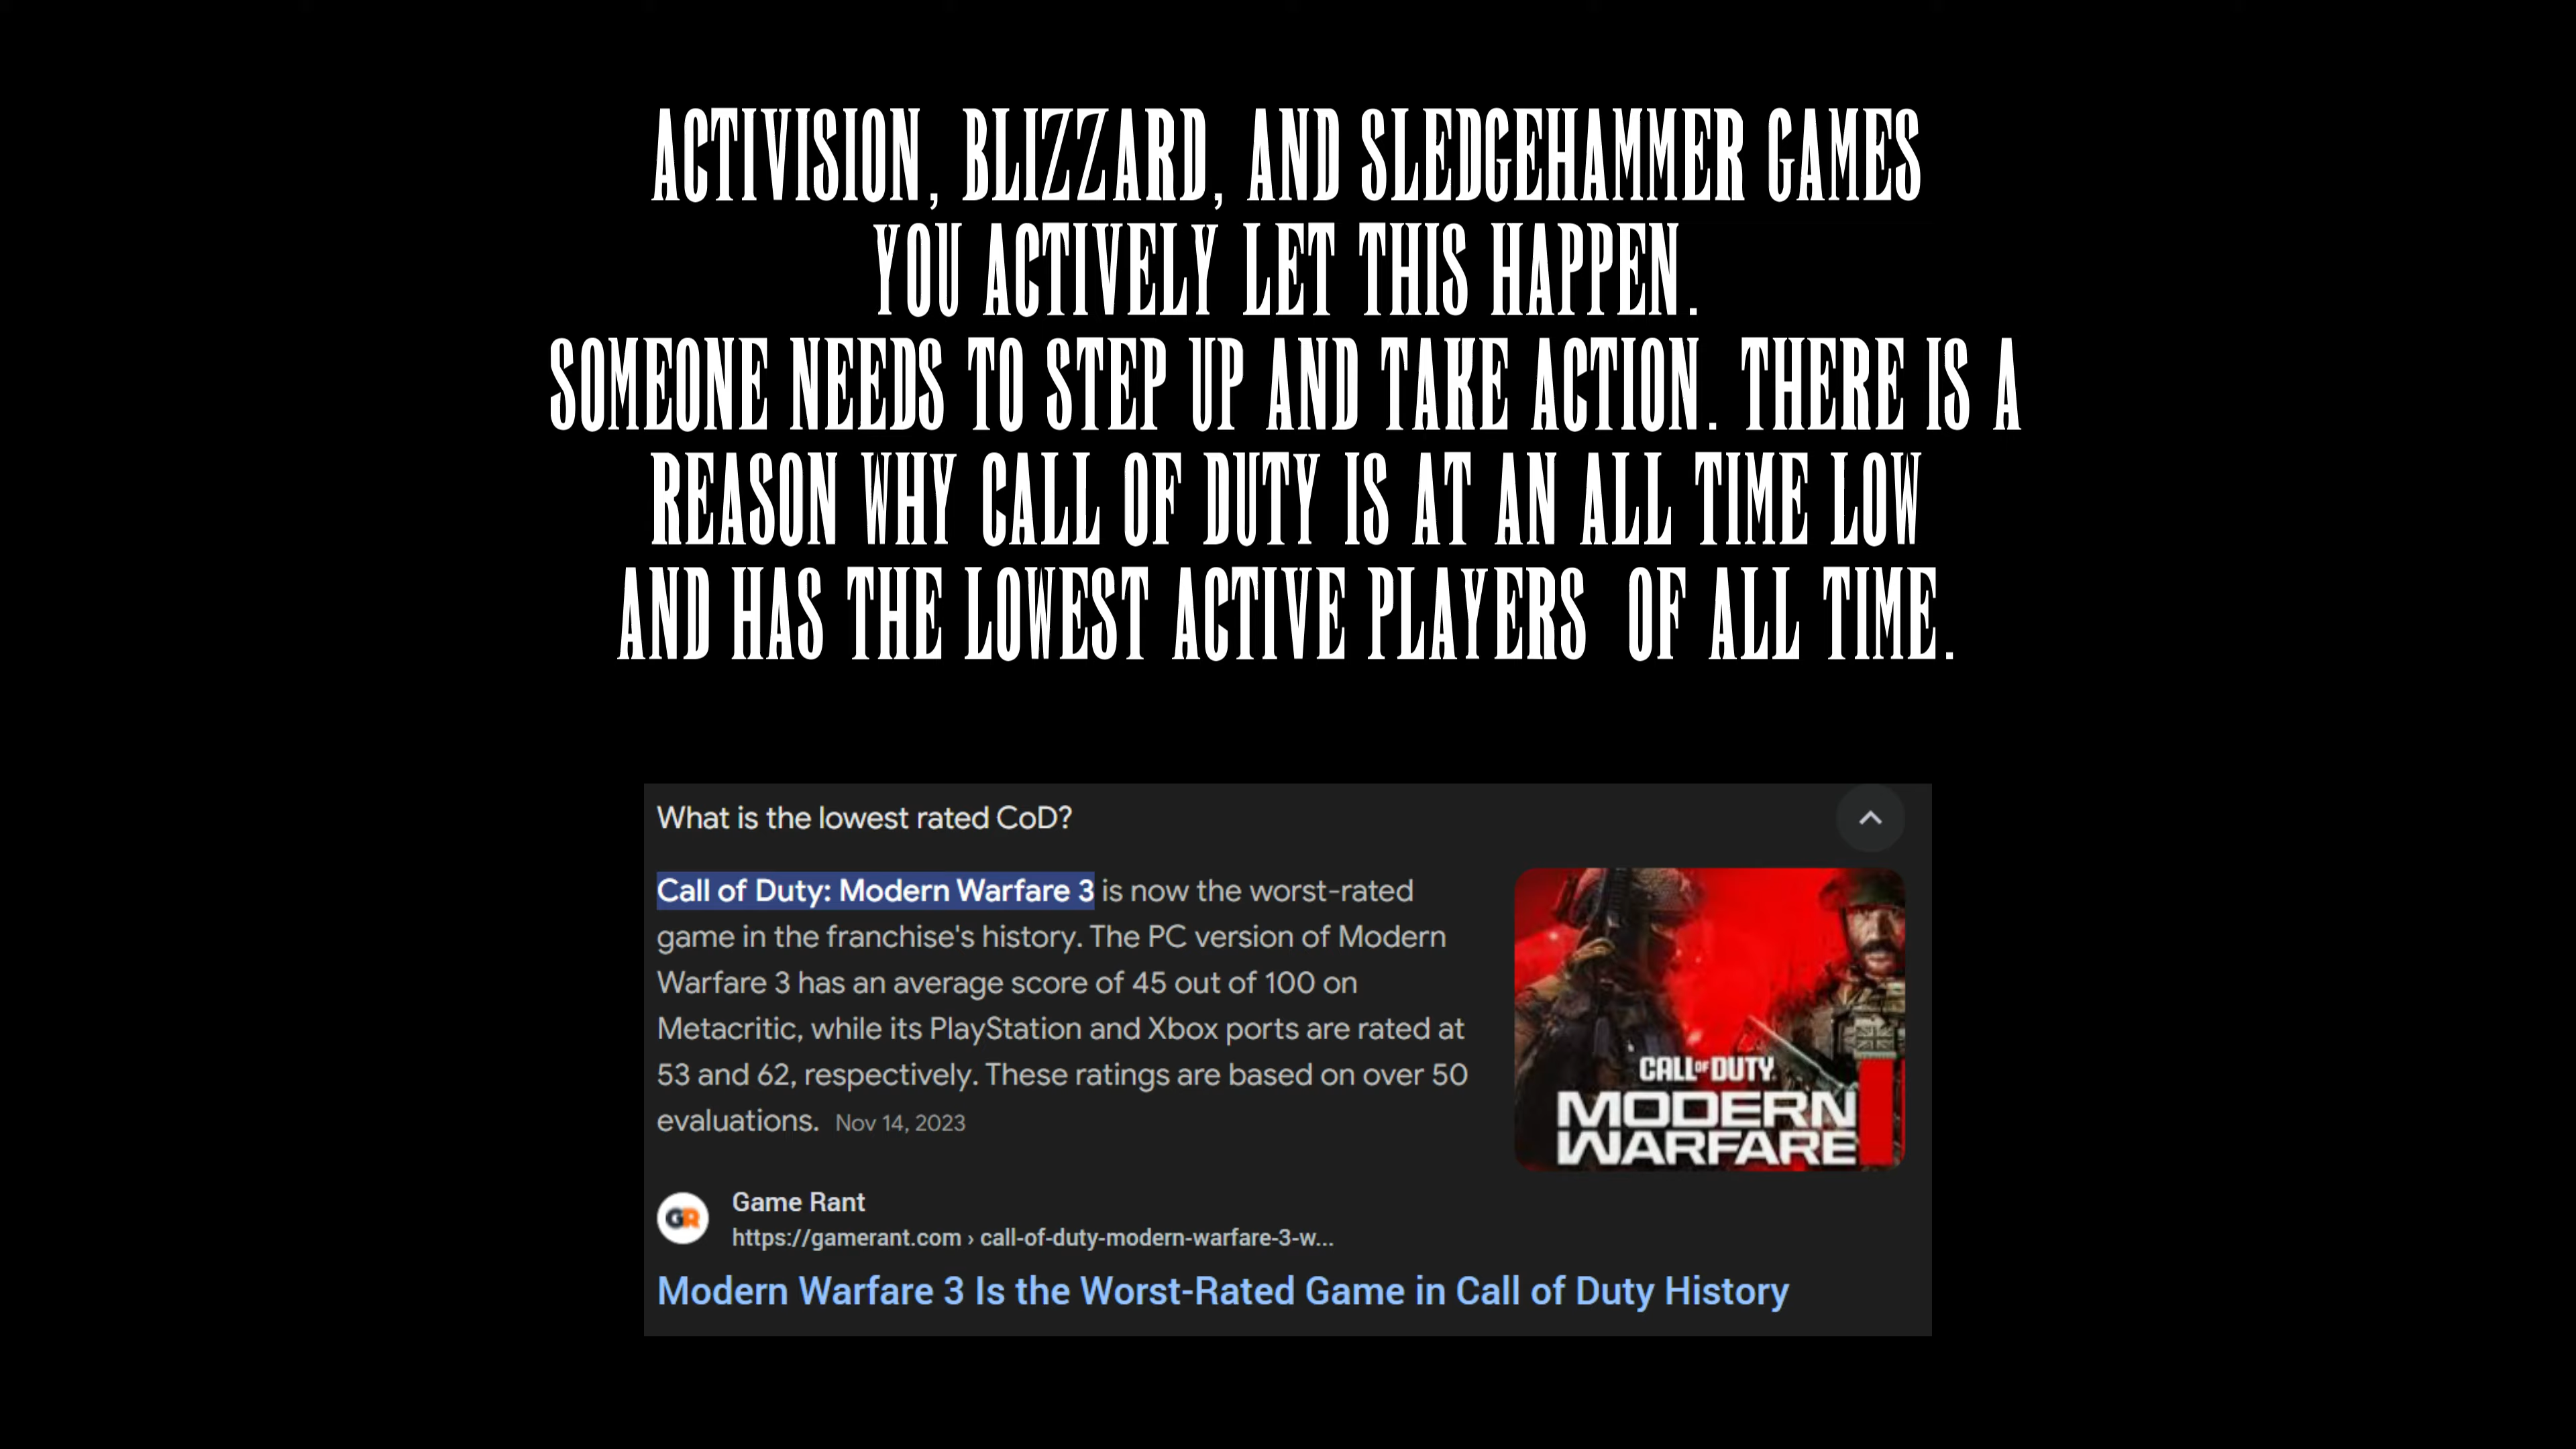 ACTIVISION, BLIZZARD, AND SLEDGEHAMMER GAMES
YOU ACTIVELY LET THIS HAPPEN.
SOMEONE NEEDS TO STEP UP AND TAKE ACTION. THERE IS A
REASON WHY CALL OF DUTY IS AT AN ALL TIME LOW
AND HAS THE LOWEST ACTIVE PLAYERS OF ALL TIME.
What is the lowest rated CoD?
Call of Duty: Modern Warfare 3 is now the worst-rated
game in the franchise's history. The PC version of Modern
Warfare 3 has an average score of 45 out of 100 on
Metacritic, while its PlayStation and Xbox ports are rated at
53 and 62, respectively. These ratings are based on over 50
evaluations. Nov 14, 2023
CALL OF DUTY
MODERN
WARFARE
GR
Game Rant
https://gamerant.com › call-of-duty-modern-warfare-3-w...
Modern Warfare 3 Is the Worst-Rated Game in Call of Duty History